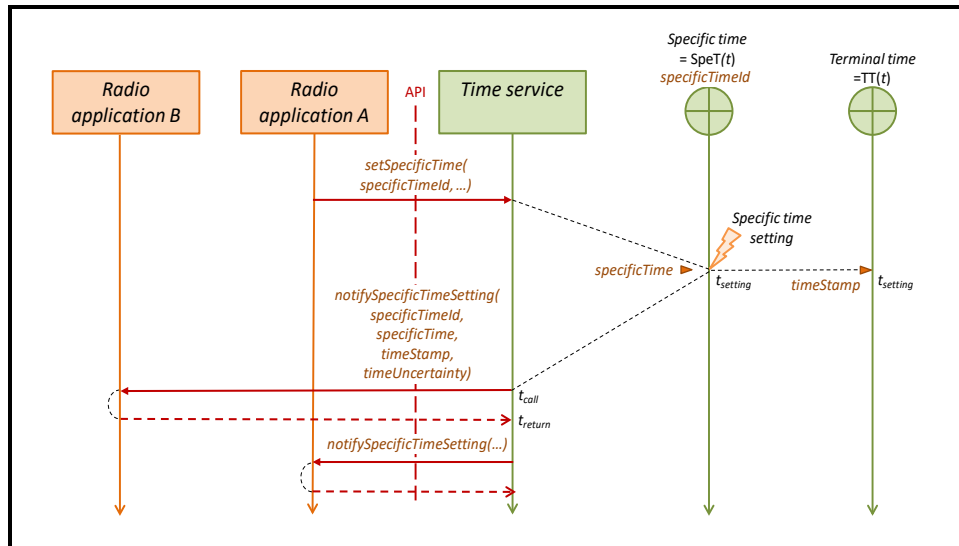 Specific time
= SpeT(t)
specificTimeId
Terminal time
=TT(t)
Radio
application B
Radio
application A
API
Time service
setSpecificTime(
specificTimeId, ...)
Specific time
setting
specificTime
tsetting
timeStamp
tsetting
notifySpecificTimeSetting(
specificTimeId,
specificTime,
timeStamp,
timeUncertainty)
tcall
treturn
notifySpecificTimeSetting(...)